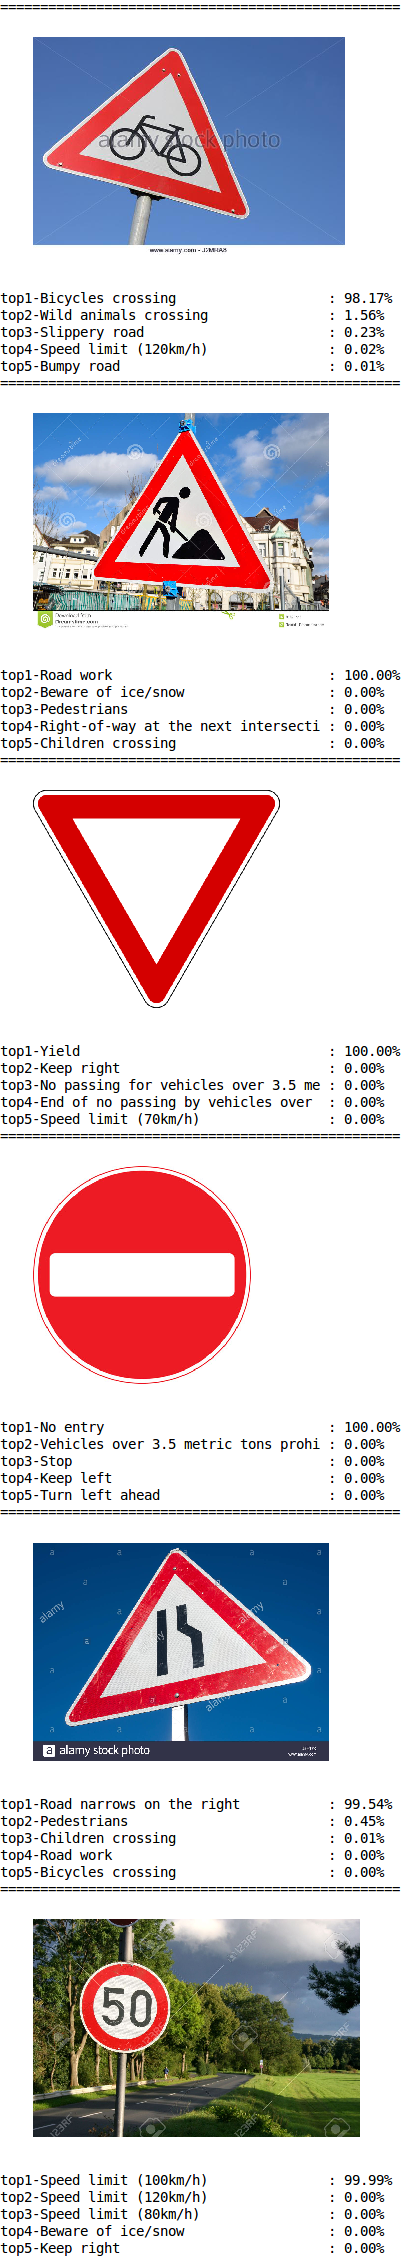 alamy stock photo
www.alamy.com - J2MRA8
top1-Bicycles crossing : 98.17%
top2-Wild animals crossing : 1.56%
top3-Slippery road : 0.23%
top4-Speed limit (120km/h) : 0.02%
top5-Bumpy road : 0.01%
top1-Road work : 100.00%
top2-Beware of ice/snow : 0.00%
top3-Pedestrians : 0.00%
top4-Right-of-way at the next intersecti : 0.00%
top5-Children crossing : 0.00%
top1-Yield : 100.00%
top2-Keep right : 0.00%
top3-No passing for vehicles over 3.5 me : 0.00%
top4-End of no passing by vehicles over : 0.00%
top5-Speed limit (70km/h) : 0.00%
top1-No entry : 100.00%
top2-Vehicles over 3.5 metric tons prohi : 0.00%
top3-Stop : 0.00%
top4-Keep left : 0.00%
top5-Turn left ahead : 0.00%
alamy
alamy
alamy
a alamy stock photo
top1-Road narrows on the right : 99.54%
top2-Pedestrians : 0.45%
top3-Children crossing : 0.01%
top4-Road work : 0.00%
top5-Bicycles crossing : 0.00%
50
123RF
123RF
123RF
123RF
top1-Speed limit (100km/h) : 99.99%
top2-Speed limit (120km/h) : 0.00%
top3-Speed limit (80km/h) : 0.00%
top4-Beware of ice/snow : 0.00%
top5-Keep right : 0.00%